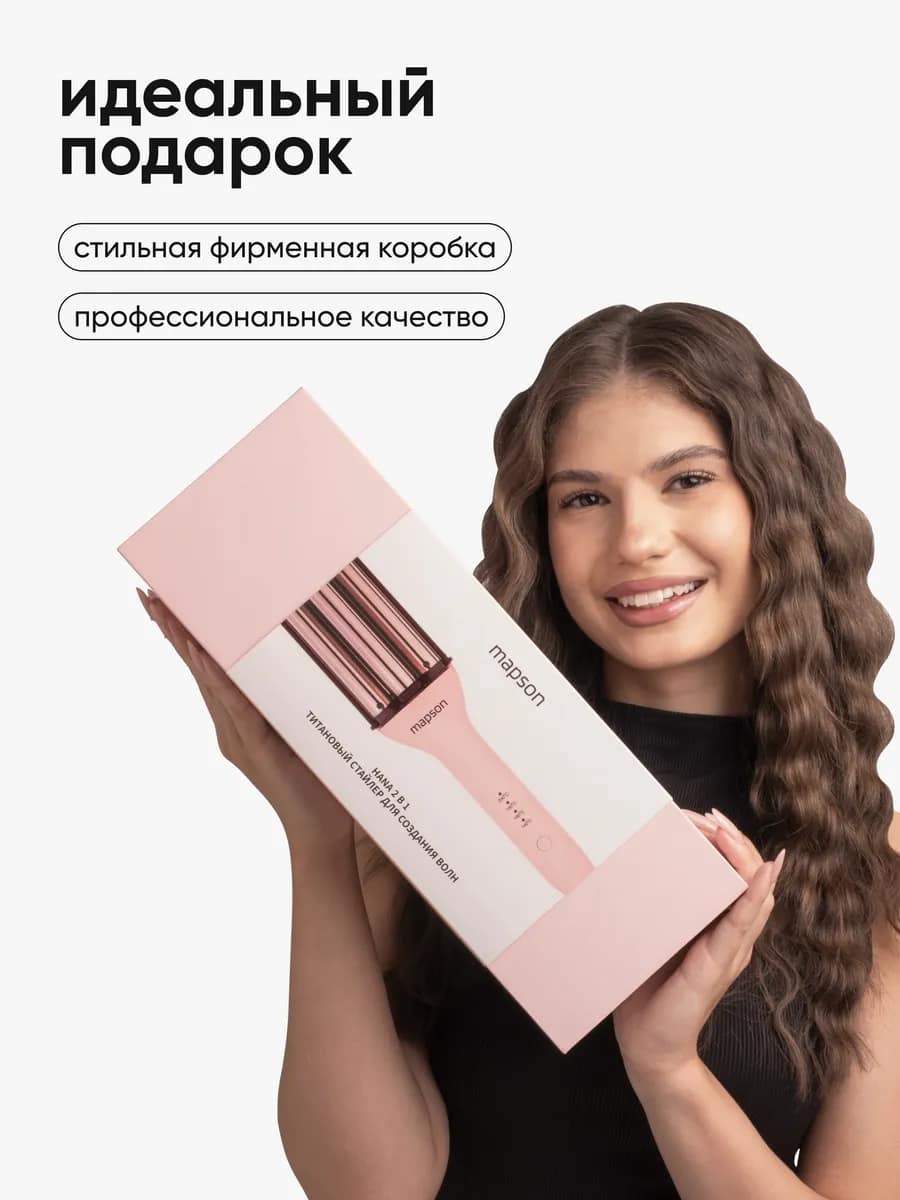 идеальный
подарок
стильная фирменная коробка
профессиональное качество
mapson
mapson
HANA 2 В 1
ТИТАНОВЫЙ СТАЙЛЕР ДЛЯ СОЗДАНИЯ ВОЛН